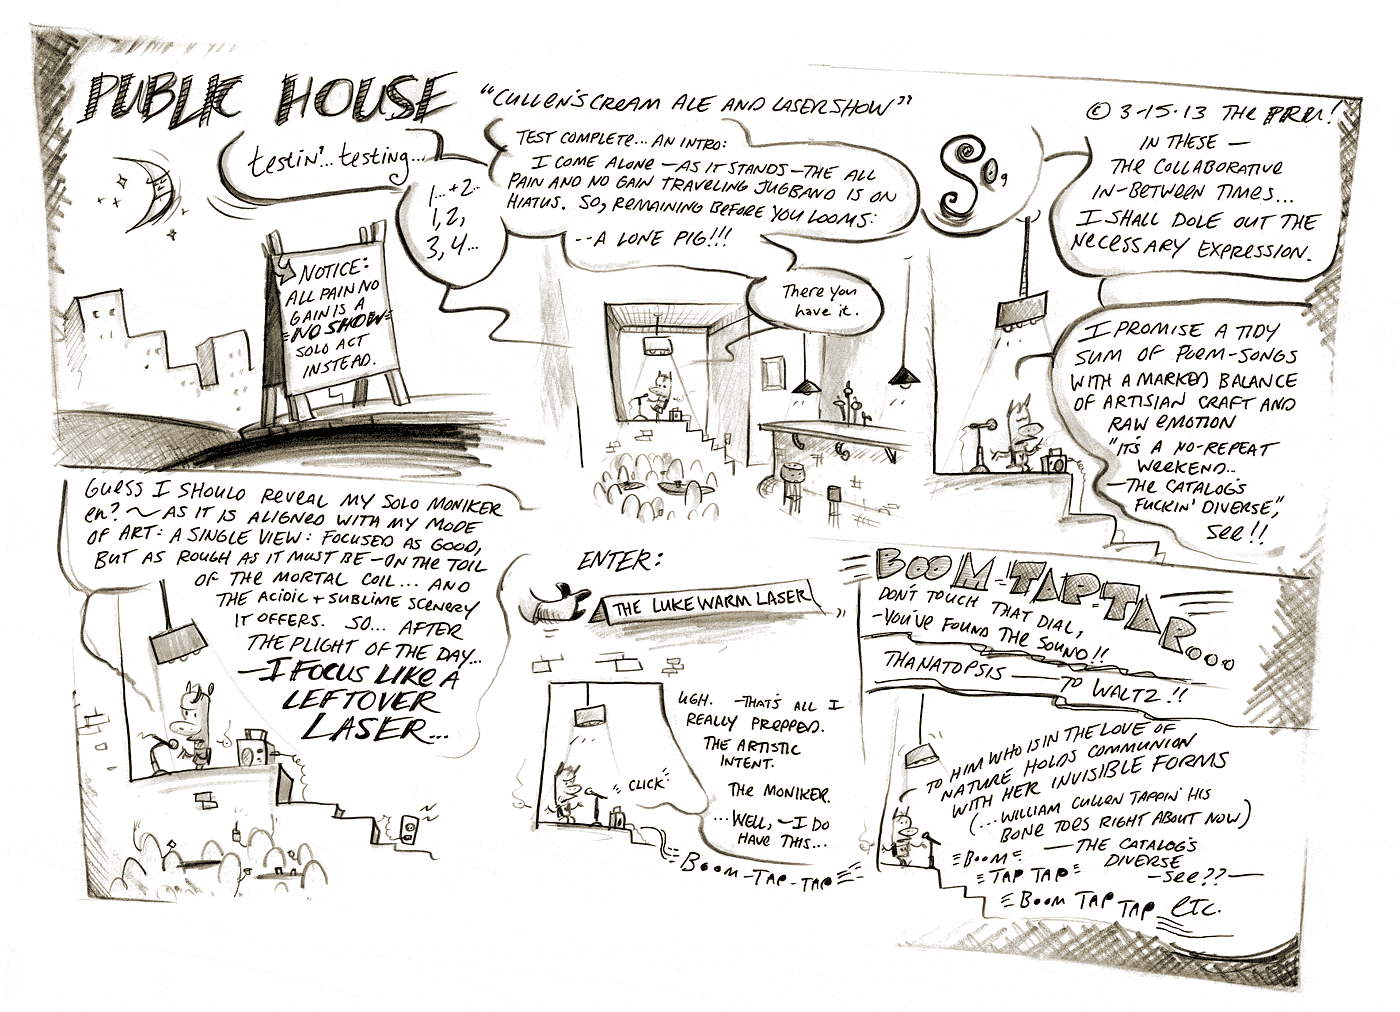 PUBLIC HOUSE
"CULLEN'S CREAM ALE AND LASERSHOW"
© 3-15-13 THE PRU!
testin'... testing...
1... + 2...
1, 2,
3, 4...
NOTICE:
ALL PAIN NO
GAIN IS A
=NO SHOW=
SOLO ACT
INSTEAD.
TEST COMPLETE... AN INTRO:
I COME ALONE — AS IT STANDS — THE ALL
PAIN AND NO GAIN TRAVELING JUGBAND IS ON
HIATUS. SO, REMAINING BEFORE YOU LOOMS:
--A LONE PIG!!!
There you
have it.
So,
IN THESE —
THE COLLABORATIVE
IN-BETWEEN TIMES...
I SHALL DOLE OUT THE
NECESSARY EXPRESSION.
I PROMISE A TIDY
SUM OF POEM-SONGS
WITH A MARKED BALANCE
OF ARTISIAN CRAFT AND
RAW EMOTION
"IT'S A NO-REPEAT
WEEKEND...
—THE CATALOG'S
FUCKIN' DIVERSE,"
SEE!!
GUESS I SHOULD REVEAL MY SOLO MONIKER
EH? ~ AS IT IS ALIGNED WITH MY MODE
OF ART: A SINGLE VIEW: FOCUSED AS GOOD,
BUT AS ROUGH AS IT MUST BE — ON THE TOIL
OF THE MORTAL COIL... AND
THE ACIDIC + SUBLIME SCENERY
IT OFFERS. SO... AFTER
THE PLIGHT OF THE DAY...
—I FOCUS LIKE A
LEFTOVER
LASER...
ENTER:
THE LUKEWARM LASER
UGH. —THAT'S ALL I
REALLY PREPPED.
THE ARTISTIC
INTENT.
THE MONIKER.
...WELL, —I DO
HAVE THIS...
"CLICK"
BOOM-TAP-TAP
BOOM-TAP-TAP...
DON'T TOUCH THAT DIAL,
-YOU'VE FOUND THE SOUND!!
THANATOPSIS — TO WALTZ!!
TO HIM WHO IS IN THE LOVE OF
NATURE HOLDS COMMUNION
WITH HER INVISIBLE FORMS
(...WILLIAM CULLEN TAPPIN' HIS
BONE TOES RIGHT ABOUT NOW)
=BOOM= —THE CATALOG'S
DIVERSE
=TAP TAP= —SEE??—
=BOOM TAP TAP ETC.